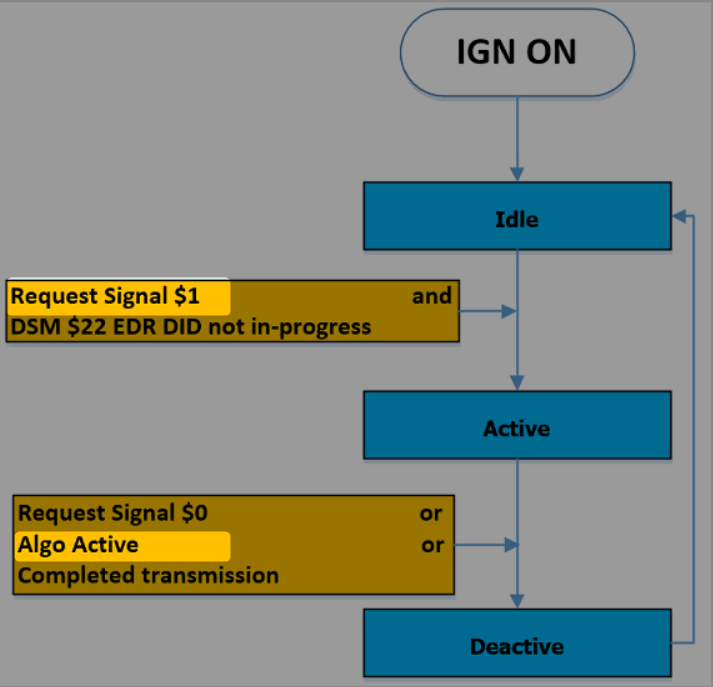 IGN ON
Idle
Request Signal $1 and
DSM $22 EDR DID not in-progress
Active
Request Signal $0 or
Algo Active or
Completed transmission
Deactive